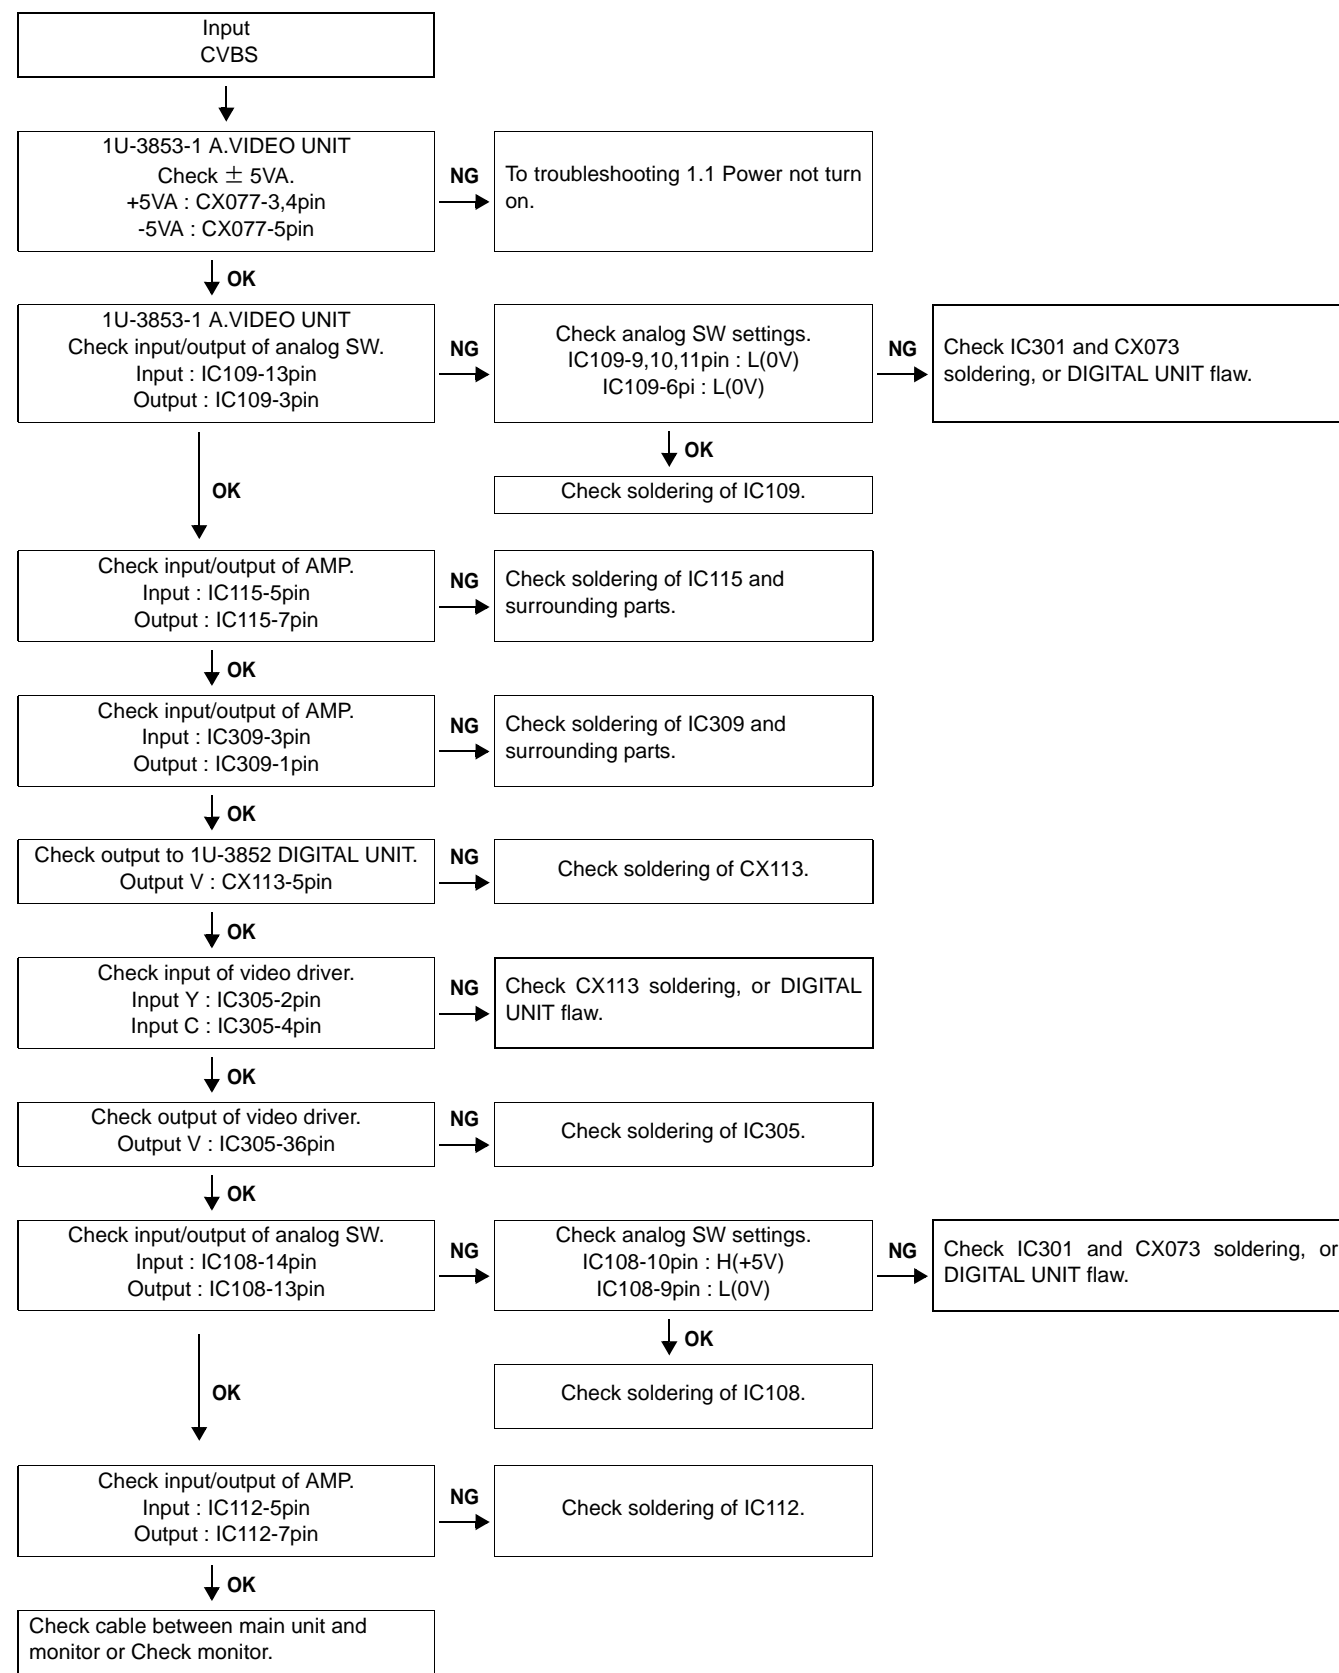 Input
CVBS
1U-3853-1 A.VIDEO UNIT
Check ± 5VA.
+5VA : CX077-3,4pin
-5VA : CX077-5pin
NG
To troubleshooting 1.1 Power not turn
on.
OK
1U-3853-1 A.VIDEO UNIT
Check input/output of analog SW.
Input : IC109-13pin
Output : IC109-3pin
NG
Check analog SW settings.
IC109-9,10,11pin : L(0V)
IC109-6pi : L(0V)
NG
Check IC301 and CX073
soldering, or DIGITAL UNIT flaw.
OK
Check soldering of IC109.
OK
Check input/output of AMP.
Input : IC115-5pin
Output : IC115-7pin
NG
Check soldering of IC115 and
surrounding parts.
OK
Check input/output of AMP.
Input : IC309-3pin
Output : IC309-1pin
NG
Check soldering of IC309 and
surrounding parts.
OK
Check output to 1U-3852 DIGITAL UNIT.
Output V : CX113-5pin
NG
Check soldering of CX113.
OK
Check input of video driver.
Input Y : IC305-2pin
Input C : IC305-4pin
NG
Check CX113 soldering, or DIGITAL
UNIT flaw.
OK
Check output of video driver.
Output V : IC305-36pin
NG
Check soldering of IC305.
OK
Check input/output of analog SW.
Input : IC108-14pin
Output : IC108-13pin
NG
Check analog SW settings.
IC108-10pin : H(+5V)
IC108-9pin : L(0V)
NG
Check IC301 and CX073 soldering, or
DIGITAL UNIT flaw.
OK
Check soldering of IC108.
OK
Check input/output of AMP.
Input : IC112-5pin
Output : IC112-7pin
NG
Check soldering of IC112.
OK
Check cable between main unit and
monitor or Check monitor.